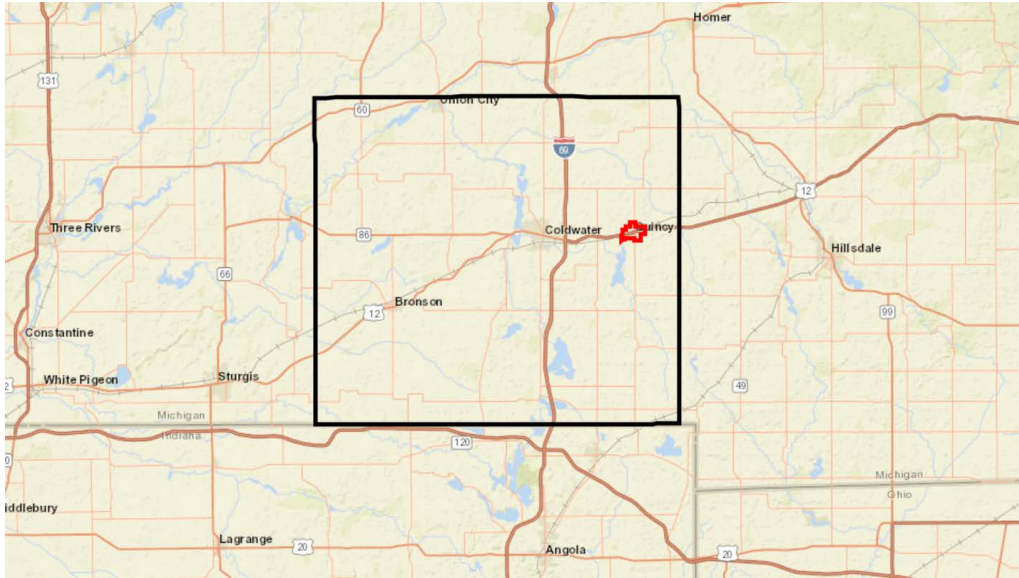 Homer
131
Union City
60
69
12
Three Rivers
Coldwater
Quincy
86
Hillsdale
66
Bronson
12
99
Constantine
White Pigeon
Sturgis
49
Michigan
Indiana
120
Michigan
Ohio
iddlebury
Lagrange
20
Angola
20